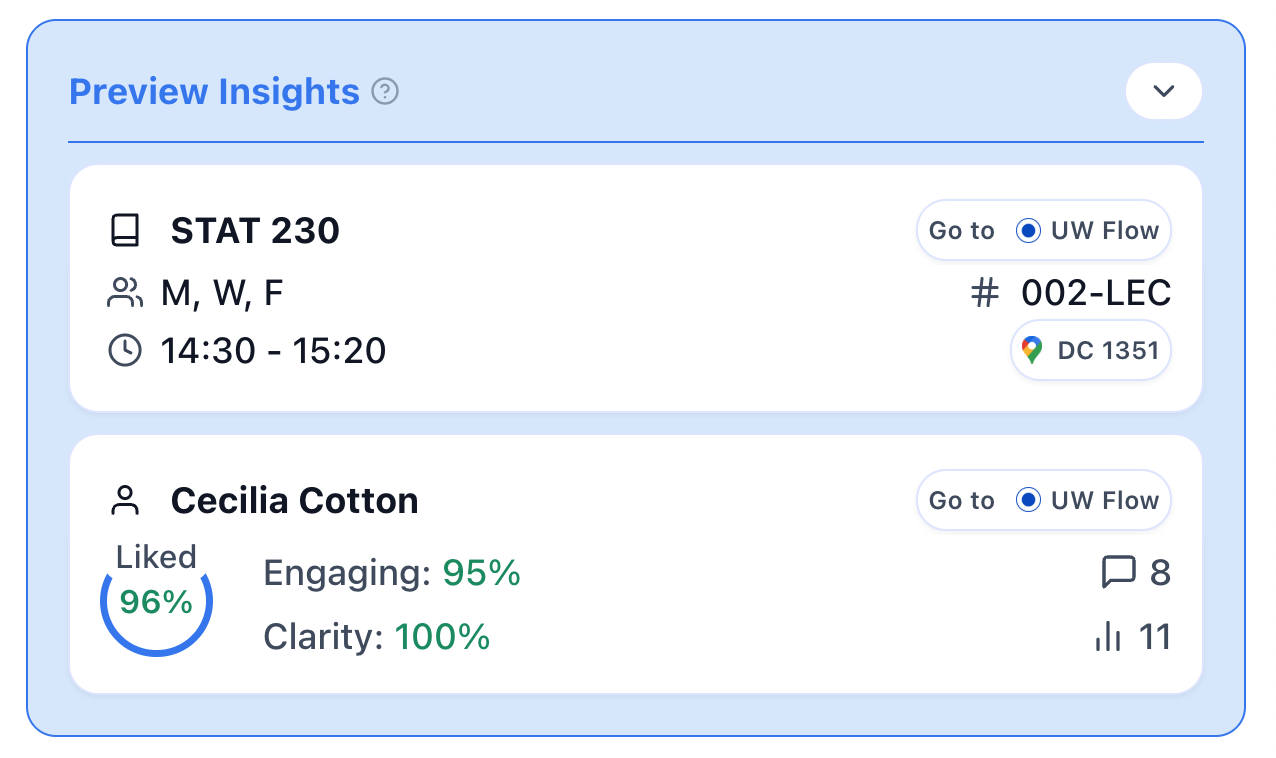 Preview Insights
STAT 230
Go to UW Flow
M, W, F
# 002-LEC
14:30 - 15:20
DC 1351
Cecilia Cotton
Go to UW Flow
Liked
96%
Engaging: 95%
8
Clarity: 100%
11